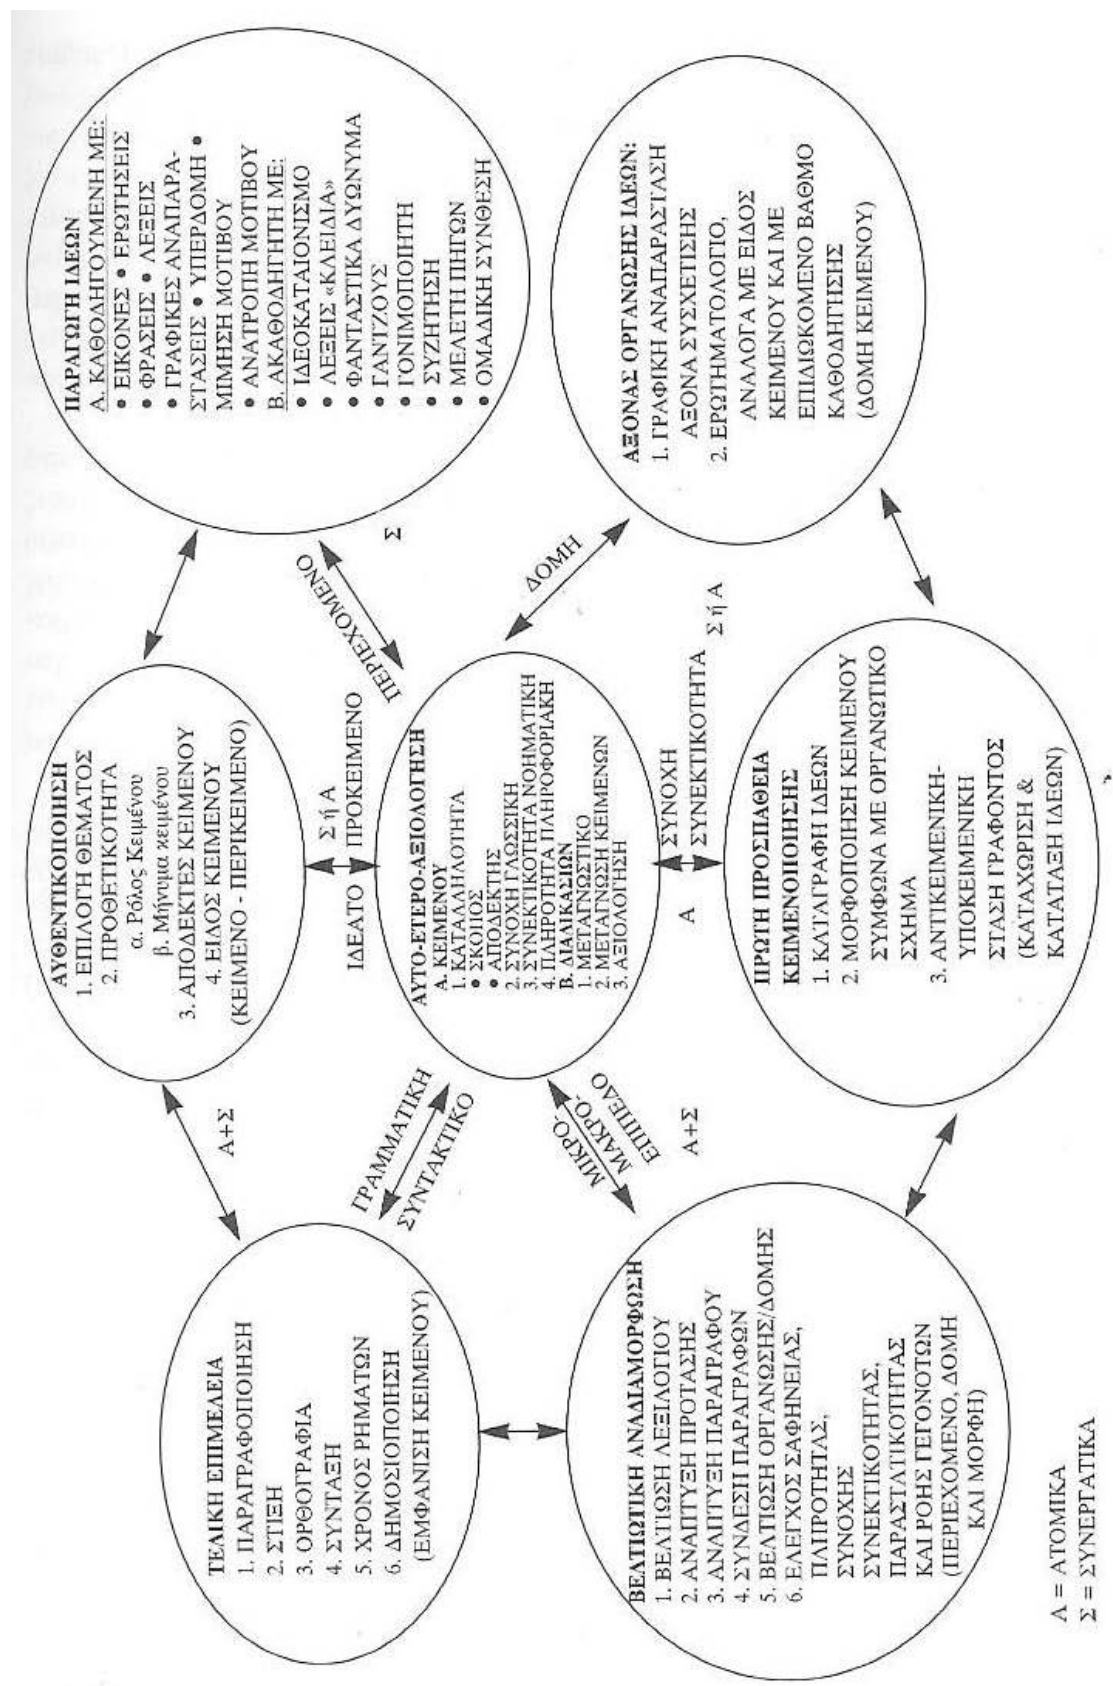 ΑΥΘΕΝΤΙΚΟΠΟΙΗΣΗ
1. ΕΠΙΛΟΓΗ ΘΕΜΑΤΟΣ
2. ΠΡΟΘΕΤΙΚΟΤΗΤΑ
α. Ρόλος Κειμένου
β. Μήνυμα κειμένου
3. ΑΠΟΔΕΚΤΕΣ ΚΕΙΜΕΝΟΥ
4. ΕΙΔΟΣ ΚΕΙΜΕΝΟΥ
(ΚΕΙΜΕΝΟ - ΠΕΡΙΚΕΙΜΕΝΟ)
ΠΑΡΑΓΩΓΗ ΙΔΕΩΝ
Α. ΚΑΘΟΔΗΓΟΥΜΕΝΗ ΜΕ:
• ΕΙΚΟΝΕΣ • ΕΡΩΤΗΣΕΙΣ
• ΦΡΑΣΕΙΣ • ΛΕΞΕΙΣ
• ΓΡΑΦΙΚΕΣ ΑΝΑΠΑΡΑ-
ΣΤΑΣΕΙΣ • ΥΠΕΡΔΟΜΗ •
ΜΙΜΗΣΗ ΜΟΤΙΒΟΥ
• ΑΝΑΤΡΟΠΗ ΜΟΤΙΒΟΥ
Β. ΑΚΑΘΟΔΗΓΗΤΗ ΜΕ:
• ΙΔΕΟΚΑΤΑΙΟΝΙΣΜΟ
• ΛΕΞΕΙΣ «ΚΛΕΙΔΙΑ»
• ΦΑΝΤΑΣΤΙΚΑ ΔΥΩΝΥΜΑ
• ΓΑΝΤΖΟΥΣ
• ΓΟΝΙΜΟΠΟΙΗΤΗ
ΣΥΖΗΤΗΣΗ
• ΜΕΛΕΤΗ ΠΗΓΩΝ
• ΟΜΑΔΙΚΗ ΣΥΝΘΕΣΗ
ΤΕΛΙΚΗ ΕΠΙΜΕΛΕΙΑ
1. ΠΑΡΑΓΡΑΦΟΠΟΙΗΣΗ
2. ΣΤΙΞΗ
3. ΟΡΘΟΓΡΑΦΙΑ
4. ΣΥΝΤΑΞΗ
5. ΧΡΟΝΟΣ ΡΗΜΑΤΩΝ
6. ΔΗΜΟΣΙΟΠΟΙΗΣΗ
(ΕΜΦΑΝΙΣΗ ΚΕΙΜΕΝΟΥ)
Α+Σ
Σ ή Α
ΙΔΕΑΤΟ ΠΡΟΚΕΙΜΕΝΟ
ΠΕΡΙΕΧΟΜΕΝΟ
Σ
ΓΡΑΜΜΑΤΙΚΗ
ΣΥΝΤΑΚΤΙΚΟ
ΑΥΤΟ-ΕΤΕΡΟ-ΑΞΙΟΛΟΓΗΣΗ
Α. ΚΕΙΜΕΝΟΥ
1. ΚΑΤΑΛΛΗΛΟΤΗΤΑ
• ΣΚΟΠΟΣ
• ΑΠΟΔΕΚΤΗΣ
2. ΣΥΝΟΧΗ ΓΛΩΣΣΙΚΗ
3. ΣΥΝΕΚΤΙΚΟΤΗΤΑ ΝΟΗΜΑΤΙΚΗ
4. ΠΛΗΡΟΤΗΤΑ ΠΛΗΡΟΦΟΡΙΑΚΗ
Β. ΔΙΑΔΙΚΑΣΙΩΝ
1. ΜΕΤΑΓΝΩΣΤΙΚΟ
2. ΜΕΤΑΓΝΩΣΗ ΚΕΙΜΕΝΩΝ
3. ΑΞΙΟΛΟΓΗΣΗ
ΔΟΜΗ
ΑΞΟΝΑΣ ΟΡΓΑΝΩΣΗΣ ΙΔΕΩΝ:
1. ΓΡΑΦΙΚΗ ΑΝΑΠΑΡΑΣΤΑΣΗ
ΑΞΟΝΑ ΣΥΣΧΕΤΙΣΗΣ
2. ΕΡΩΤΗΜΑΤΟΛΟΓΙΟ,
ΑΝΑΛΟΓΑ ΜΕ ΕΙΔΟΣ
ΚΕΙΜΕΝΟΥ ΚΑΙ ΜΕ
ΕΠΙΔΙΩΚΟΜΕΝΟ ΒΑΘΜΟ
ΚΑΘΟΔΗΓΗΣΗΣ
(ΔΟΜΗ ΚΕΙΜΕΝΟΥ)
ΜΙΚΡΟ-
ΜΑΚΡΟ-
ΕΠΙΠΕΔΟ
Α+Σ
Α
ΣΥΝΟΧΗ
ΣΥΝΕΚΤΙΚΟΤΗΤΑ
Σ ή Α
ΒΕΛΤΙΩΤΙΚΗ ΑΝΑΔΙΑΜΟΡΦΩΣΗ
1. ΒΕΛΤΙΩΣΗ ΛΕΞΙΛΟΓΙΟΥ
2. ΑΝΑΠΤΥΞΗ ΠΡΟΤΑΣΗΣ
3. ΑΝΑΠΤΥΞΗ ΠΑΡΑΓΡΑΦΟΥ
4. ΣΥΝΔΕΣΗ ΠΑΡΑΓΡΑΦΩΝ
5. ΒΕΛΤΙΩΣΗ ΟΡΓΑΝΩΣΗΣ/ΔΟΜΗΣ
6. ΕΛΕΓΧΟΣ ΣΑΦΗΝΕΙΑΣ,
ΠΛΗΡΟΤΗΤΑΣ,
ΣΥΝΟΧΗΣ
ΣΥΝΕΚΤΙΚΟΤΗΤΑΣ,
ΠΑΡΑΣΤΑΤΙΚΟΤΗΤΑΣ
ΚΑΙ ΡΟΗΣ ΓΕΓΟΝΟΤΩΝ
(ΠΕΡΙΕΧΟΜΕΝΟ, ΔΟΜΗ
ΚΑΙ ΜΟΡΦΗ)
ΠΡΩΤΗ ΠΡΟΣΠΑΘΕΙΑ
ΚΕΙΜΕΝΟΠΟΙΗΣΗΣ
1. ΚΑΤΑΓΡΑΦΗ ΙΔΕΩΝ
2. ΜΟΡΦΟΠΟΙΗΣΗ ΚΕΙΜΕΝΟΥ
ΣΥΜΦΩΝΑ ΜΕ ΟΡΓΑΝΩΤΙΚΟ
ΣΧΗΜΑ
3. ΑΝΤΙΚΕΙΜΕΝΙΚΗ-
ΥΠΟΚΕΙΜΕΝΙΚΗ
ΣΤΑΣΗ ΓΡΑΦΟΝΤΟΣ
(ΚΑΤΑΧΩΡΙΣΗ &
ΚΑΤΑΤΑΞΗ ΙΔΕΩΝ)
Α = ΑΤΟΜΙΚΑ
Σ = ΣΥΝΕΡΓΑΤΙΚΑ